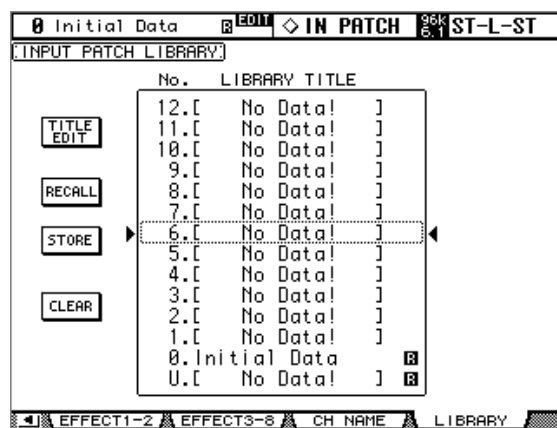 0 Initial Data R EDIT ◇ IN PATCH 96k 6.1 ST-L-ST
INPUT PATCH LIBRARY
No. LIBRARY TITLE
12.[ No Data! ]
11.[ No Data! ]
10.[ No Data! ]
9.[ No Data! ]
8.[ No Data! ]
7.[ No Data! ]
6.[ No Data! ]
5.[ No Data! ]
4.[ No Data! ]
3.[ No Data! ]
2.[ No Data! ]
1.[ No Data! ]
0.Initial Data R
U.[ No Data! ] R
TITLE
EDIT
RECALL
STORE
CLEAR
EFFECT1-2 EFFECT3-8 CH NAME LIBRARY